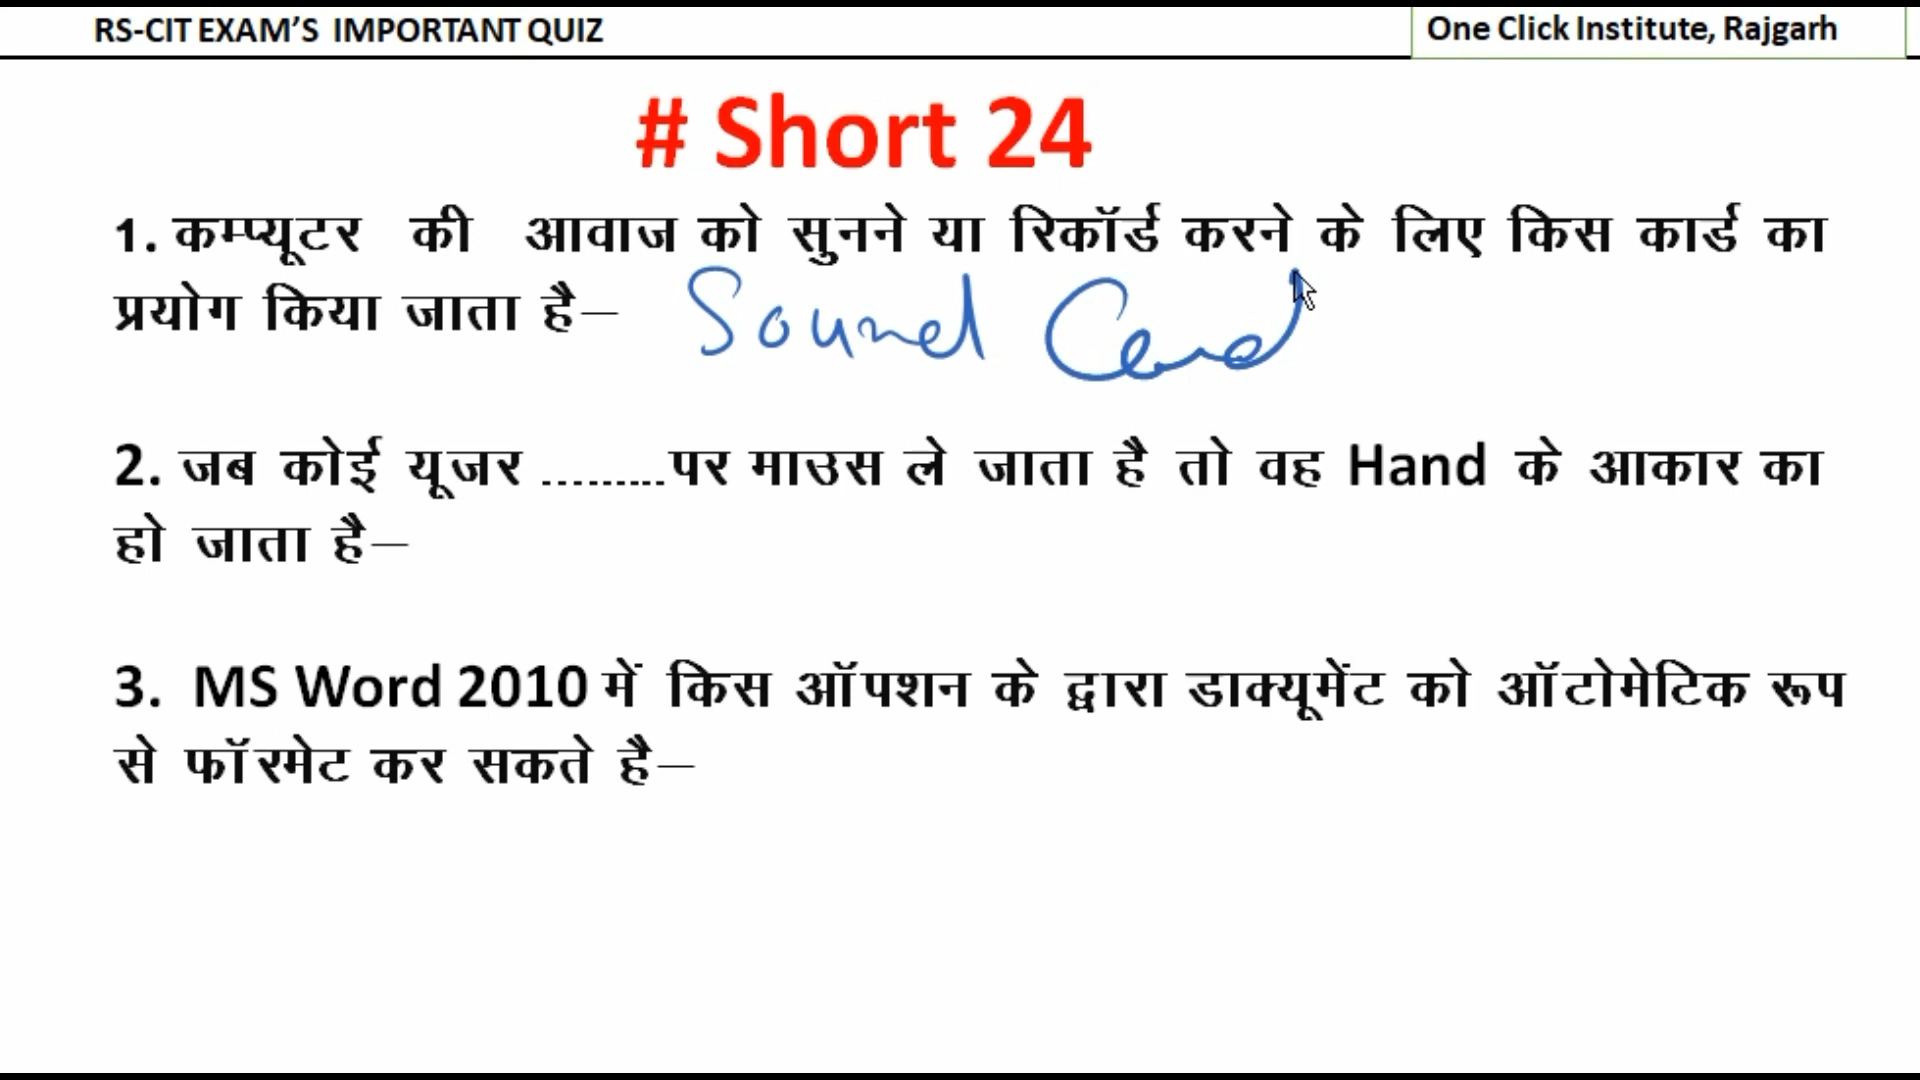 RS-CIT EXAM'S IMPORTANT QUIZ
One Click Institute, Rajgarh
# Short 24
1. कम्प्यूटर की आवाज को सुनने या रिकॉर्ड करने के लिए किस कार्ड का
प्रयोग किया जाता है– Sound Card
2. जब कोई यूजर .........पर माउस ले जाता है तो वह Hand के आकार का
हो जाता है–
3. MS Word 2010 में किस ऑपशन के द्वारा डाक्यूमेंट को ऑटोमेटिक रूप
से फॉरमेट कर सकते है–